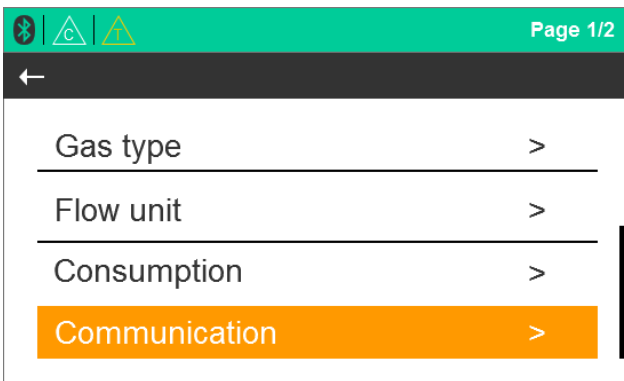 C T Page 1/2
←
Gas type >
Flow unit >
Consumption >
Communication >